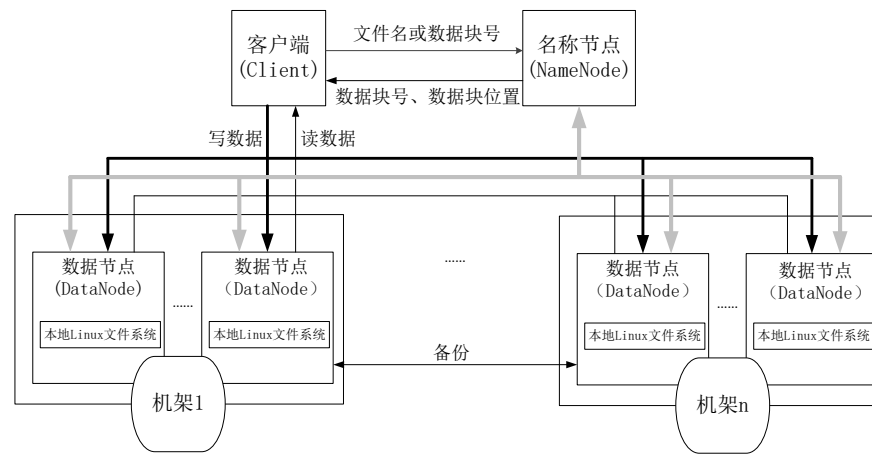 客户端
(Client)
文件名或数据块号
名称节点
(NameNode)
数据块号、数据块位置
写数据
读数据
数据节点
(DataNode)
......
本地Linux文件系统
数据节点
（DataNode）
本地Linux文件系统
......
数据节点
（DataNode）
......
本地Linux文件系统
数据节点
（DataNode）
本地Linux文件系统
备份
机架1
机架n